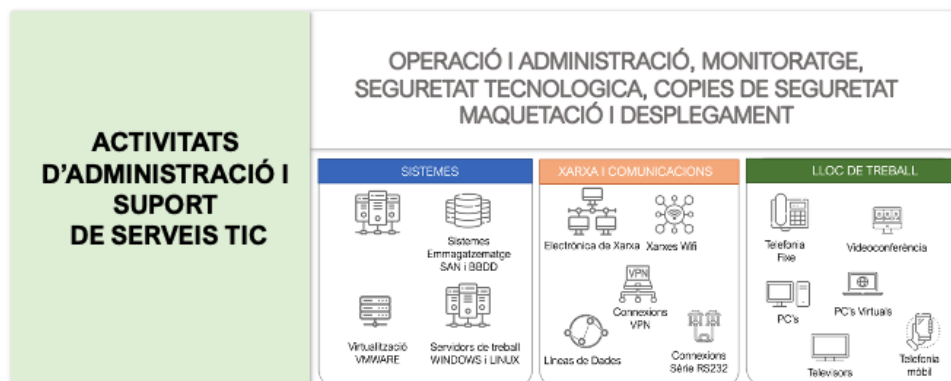 ACTIVITATS
D'ADMINISTRACIÓ I
SUPORT
DE SERVEIS TIC
OPERACIÓ I ADMINISTRACIÓ, MONITORATGE,
SEGURETAT TECNOLOGICA, COPIES DE SEGURETAT
MAQUETACIÓ I DESPLEGAMENT
SISTEMES
Sistemes
Emmagatzematge
SAN i BBDD
Virtualització
VMWARE
Servidors de treball
WINDOWS i LINUX
XARXA I COMUNICACIONS
Electrònica de Xarxa
Xarxes Wifi
VPN
Connexions
VPN
Líneas de Dades
Connexions
Sèrie RS232
LLOC DE TREBALL
Telefonia
Fixe
Videoconferència
PC's
PC's Virtuals
Televisors
Telefonia
mòbil